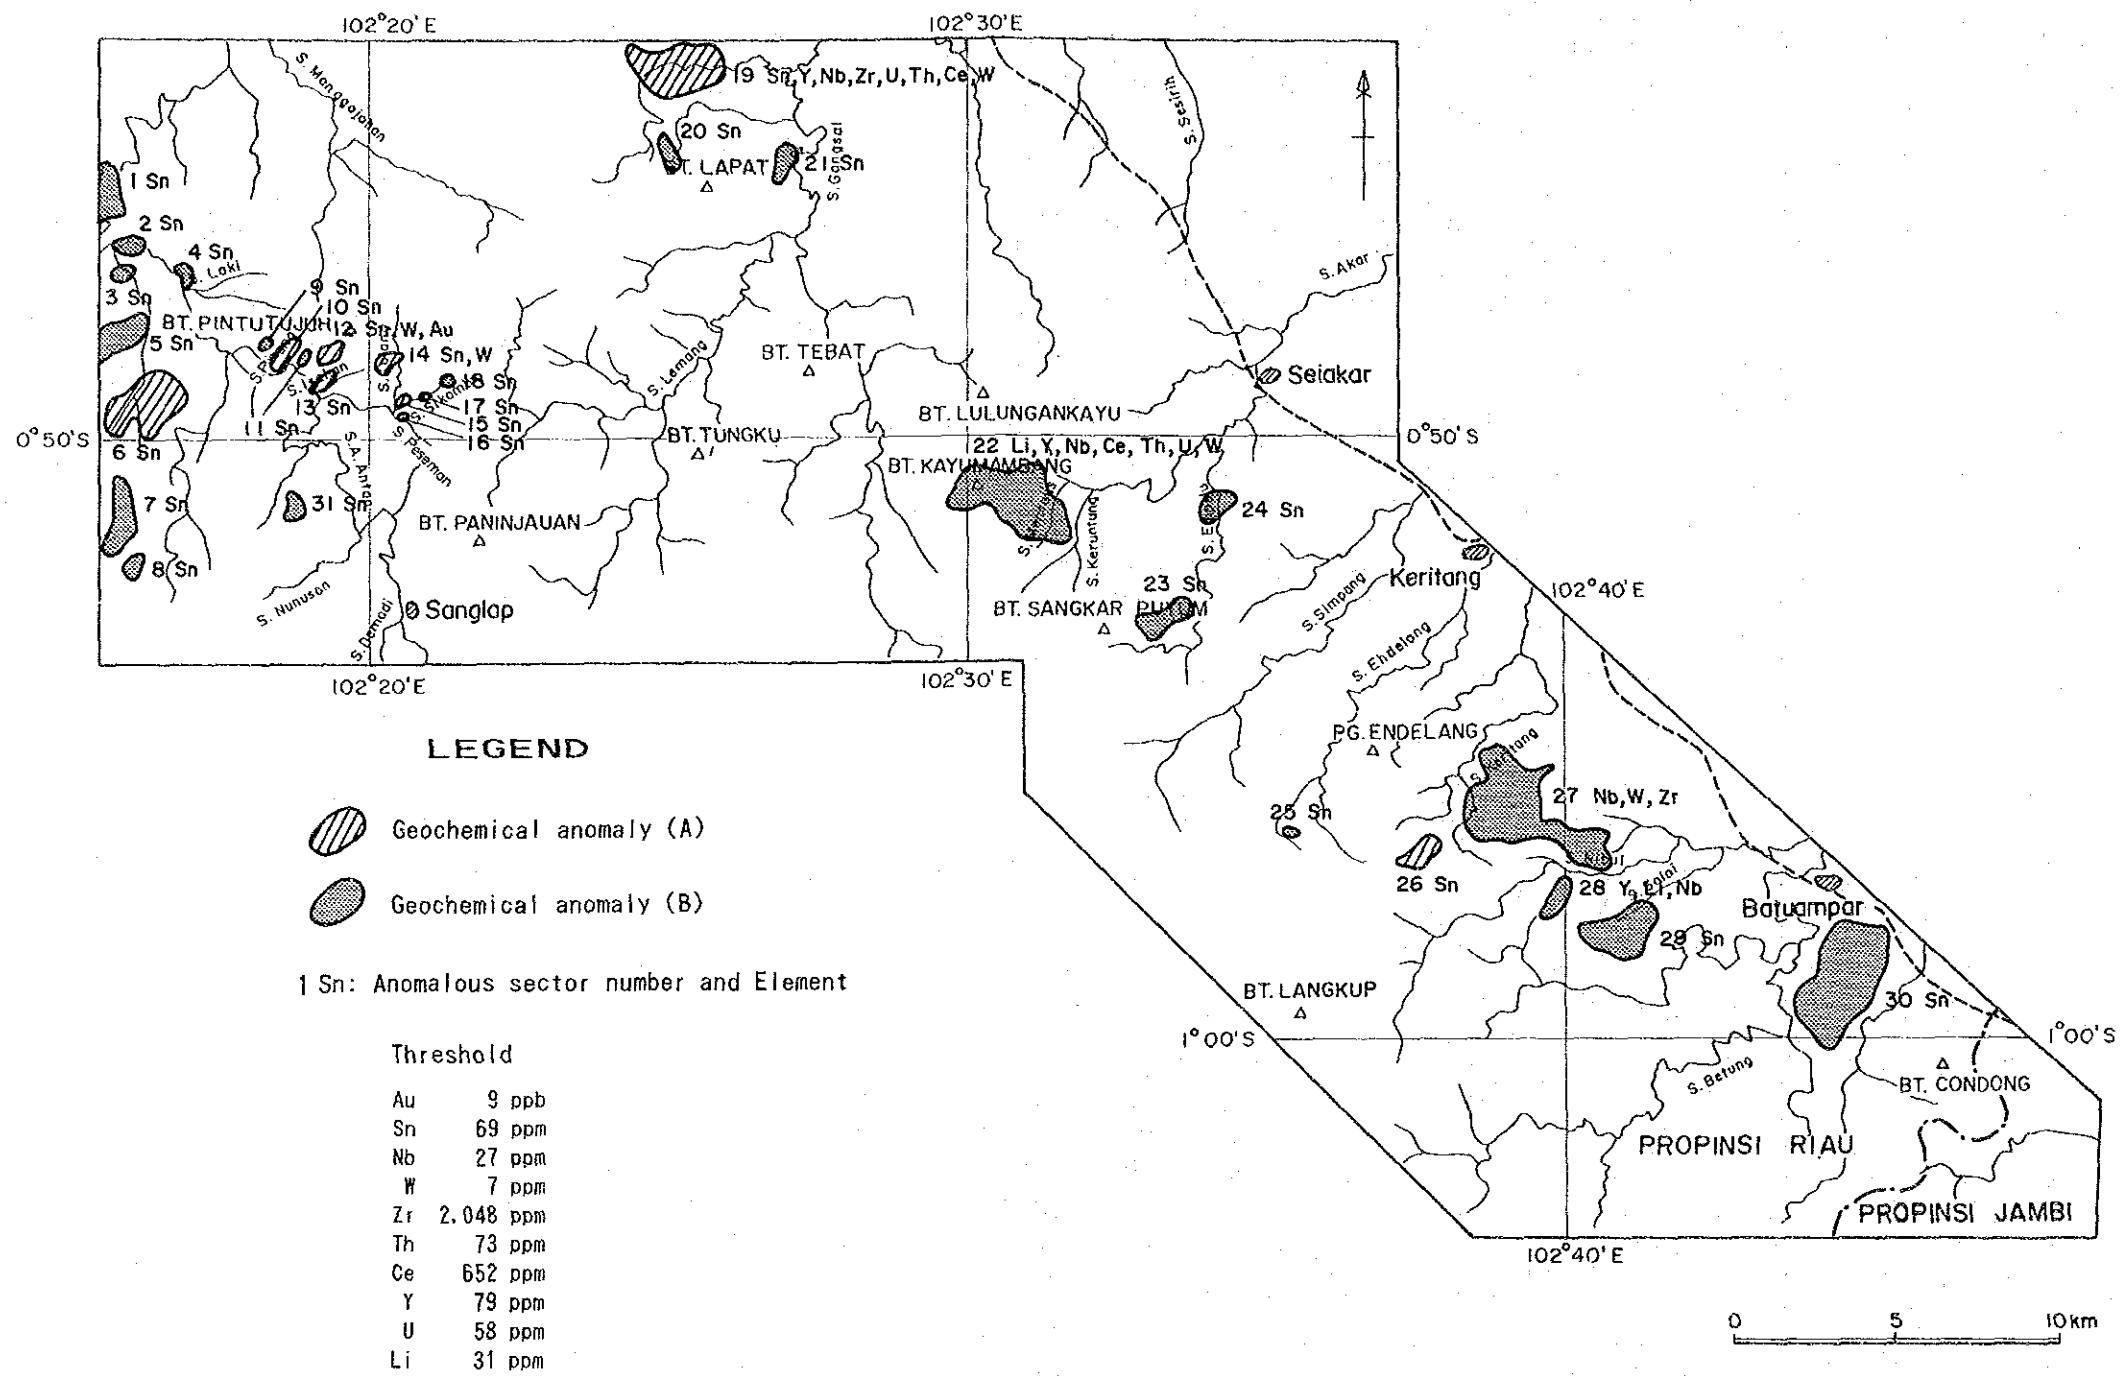 102°20'E
102°30'E
S. Manggajahan
19 Sn,Y,Nb,Zr,U,Th,Ce,W
S. Sesirih
20 Sn
BT. LAPAT
21 Sn
S. Gangsal
1 Sn
2 Sn
4 Sn
S. Laki
3 Sn
9 Sn
10 Sn
S. Akar
BT. PINTUTUJUH
12 Sn,W,Au
5 Sn
14 Sn,W
BT. TEBAT
S. Lemang
Seiakar
18 Sn
13 Sn
17 Sn
11 Sn
15 Sn
16 Sn
BT. LULUNGANKAYU
0°50'S
BT. TUNGKU
0°50'S
6 Sn
S. Peseman
22 Li,Y,Nb,Ce,Th,U,W
BT. KAYUMAMBANG
7 Sn
31 Sn
BT. PANINJAUAN
24 Sn
8 Sn
S. Keruntung
Keritang
102°40'E
S. Nunusan
Sanglap
S. Demadi
23 Sn
BT. SANGKAR PUYUM
S. Simpang
S. Ehdelang
102°20'E
102°30'E
PG. ENDELANG
LEGEND
Geochemical anomaly (A)
Geochemical anomaly (B)
1 Sn: Anomalous sector number and Element
25 Sn
27 Nb,W,Zr
26 Sn
28 Y,Li,Nb
Batuampar
29 Sn
30 Sn
BT. LANGKUP
1°00'S
1°00'S
S. Betung
BT. CONDONG
PROPINSI RIAU
PROPINSI JAMBI
102°40'E
Threshold
Au 9 ppb
Sn 69 ppm
Nb 27 ppm
W 7 ppm
Zr 2.048 ppm
Th 73 ppm
Ce 652 ppm
Y 79 ppm
U 58 ppm
Li 31 ppm
0 5 10km